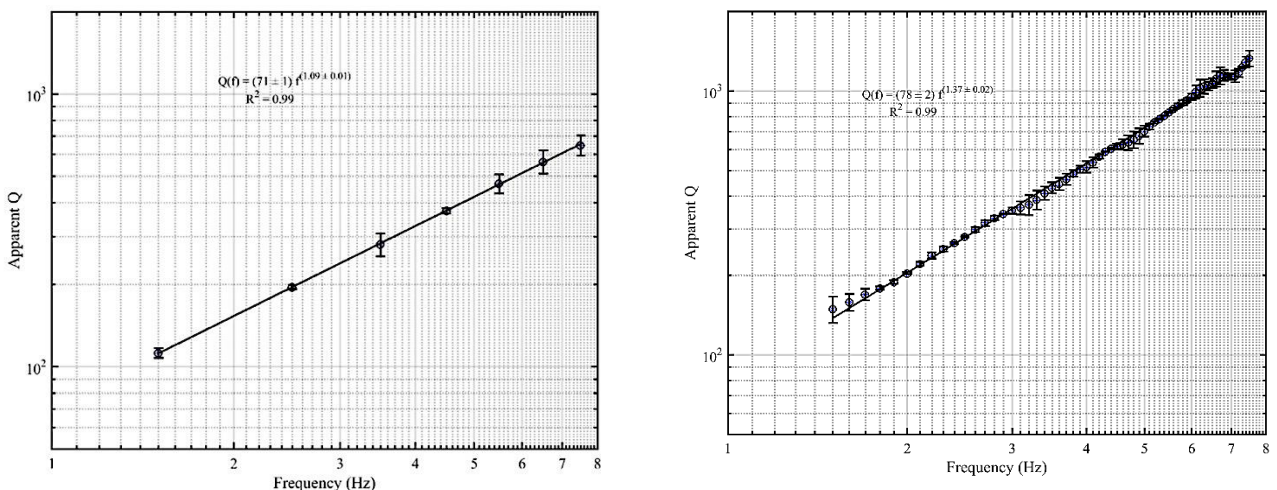 Q(f) = (71 ± 1) f^(1.09 ± 0.01)
R² = 0.99
10³
10²
Apparent Q
1 2 3 4 5 6 7 8
Frequency (Hz)
Q(f) = (78 ± 2) f^(1.37 ± 0.02)
R² = 0.99
10³
10²
Apparent Q
1 2 3 4 5 6 7 8
Frequency (Hz)